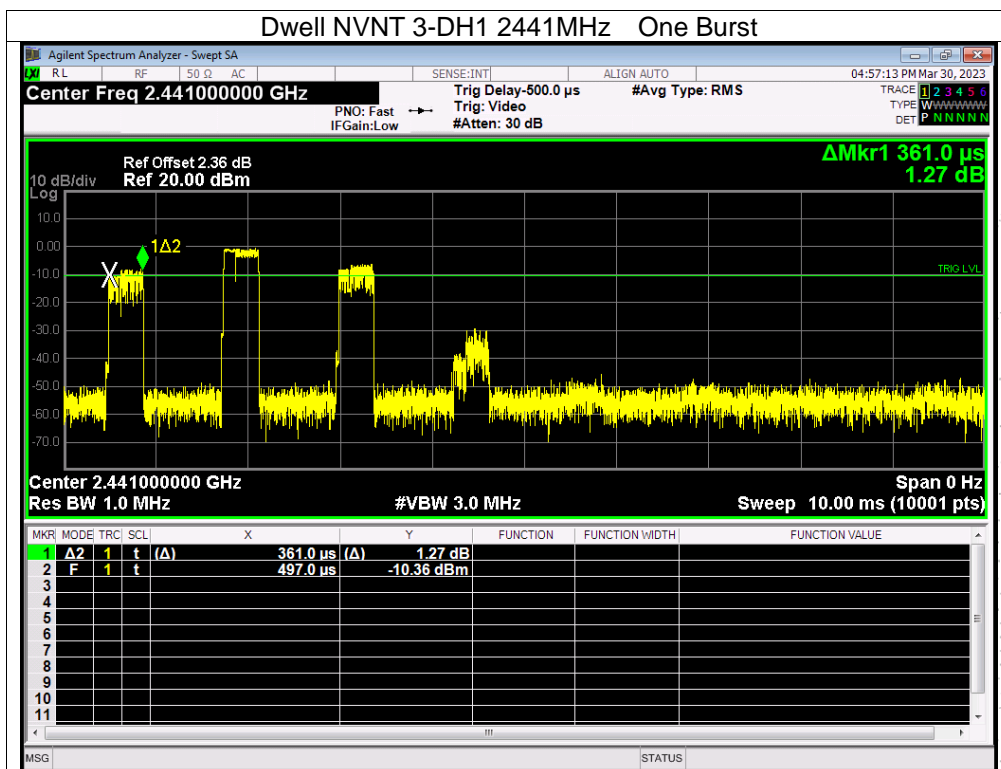 Dwell NVNT 3-DH1 2441MHz One Burst
Agilent Spectrum Analyzer - Swept SA
LXI RL RF 50 Ω AC SENSE:INT ALIGN AUTO 04:57:13 PM Mar 30, 2023
Center Freq 2.441000000 GHz
PNO: Fast
IFGain:Low
Trig Delay-500.0 µs
Trig: Video
#Atten: 30 dB
#Avg Type: RMS
TRACE 1 2 3 4 5 6
TYPE WWWWWW
DET P N N N N N
ΔMkr1 361.0 µs
1.27 dB
Ref Offset 2.36 dB
10 dB/div Ref 20.00 dBm
Log
10.0
0.00
1Δ2
-10.0
TRIG LVL
-20.0
-30.0
-40.0
-50.0
-60.0
-70.0
Center 2.441000000 GHz Span 0 Hz
Res BW 1.0 MHz #VBW 3.0 MHz Sweep 10.00 ms (10001 pts)
MKR MODE TRC SCL X Y FUNCTION FUNCTION WIDTH FUNCTION VALUE
1 Δ2 1 t (Δ) 361.0 µs (Δ) 1.27 dB
2 F 1 t 497.0 µs -10.36 dBm
3
4
5
6
7
8
9
10
11
MSG STATUS